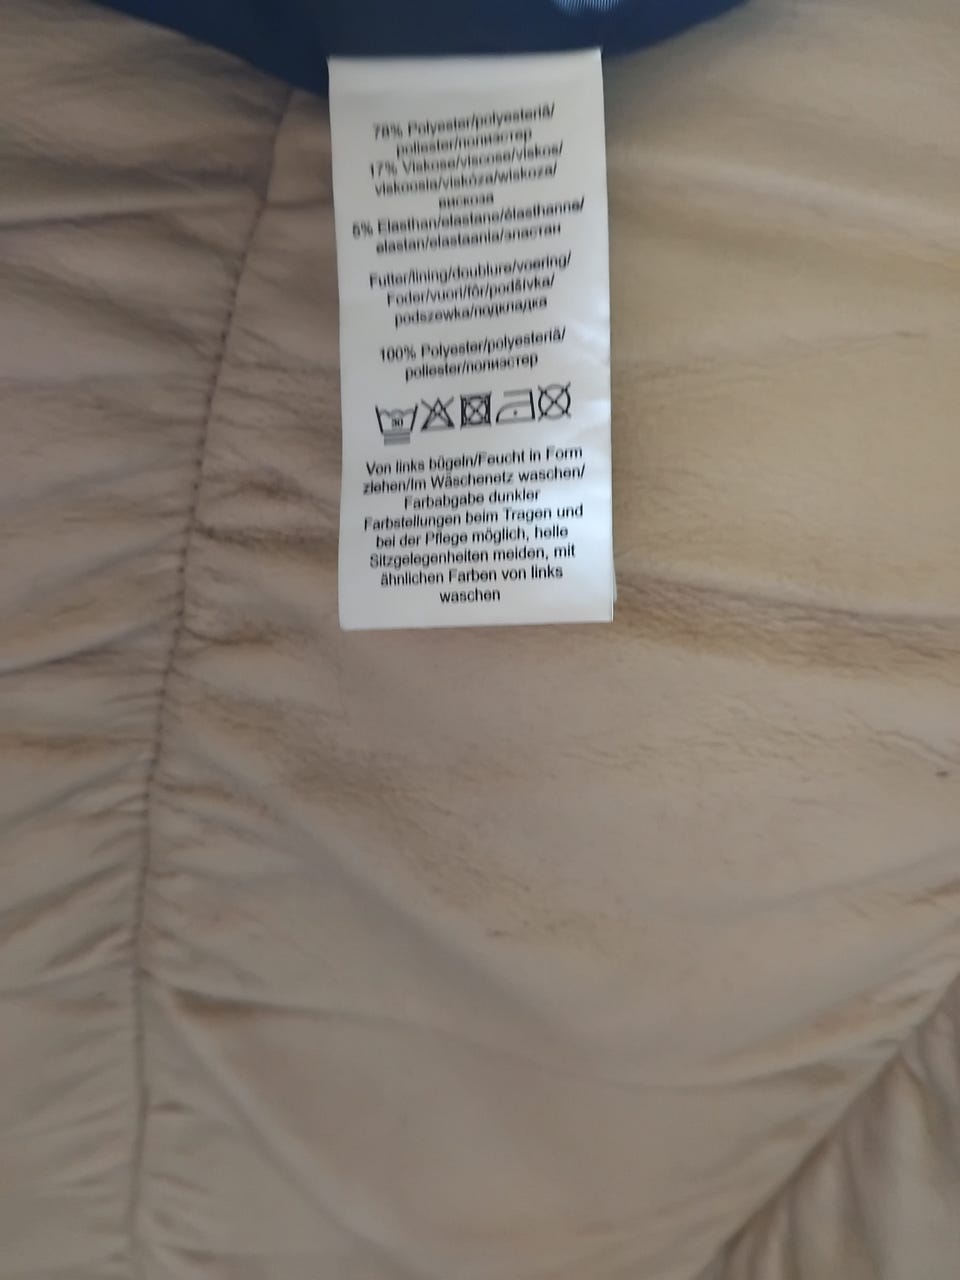 78% Polyester/polyesteriä/
poliester/полиэстер
17% Viskose/viscose/viskos/
viskoosia/viskóza/wiskoza/
вискоза
5% Elasthan/elastane/élasthanne/
elastan/elastaania/эластан
Futter/lining/doublure/voering/
Foder/vuori/fôr/podšívka/
podszewka/подкладка
100% Polyester/polyesteriä/
poliester/полиэстер
30
Von links bügeln/Feucht in Form
ziehen/Im Wäschenetz waschen/
Farbabgabe dunkler
Farbstellungen beim Tragen und
bei der Pflege möglich, helle
Sitzgelegenheiten meiden, mit
ähnlichen Farben von links
waschen